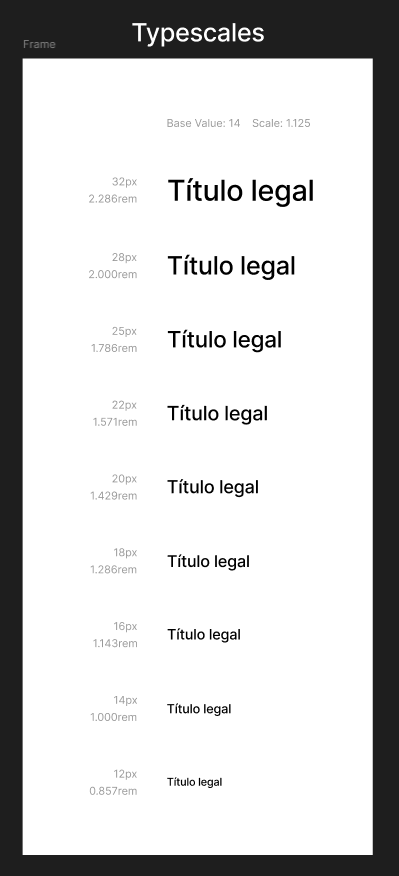 Typescales
Frame
Base Value: 14 Scale: 1.125
32px
2.286rem
Título legal
28px
2.000rem
Título legal
25px
1.786rem
Título legal
22px
1.571rem
Título legal
20px
1.429rem
Título legal
18px
1.286rem
Título legal
16px
1.143rem
Título legal
14px
1.000rem
Título legal
12px
0.857rem
Título legal